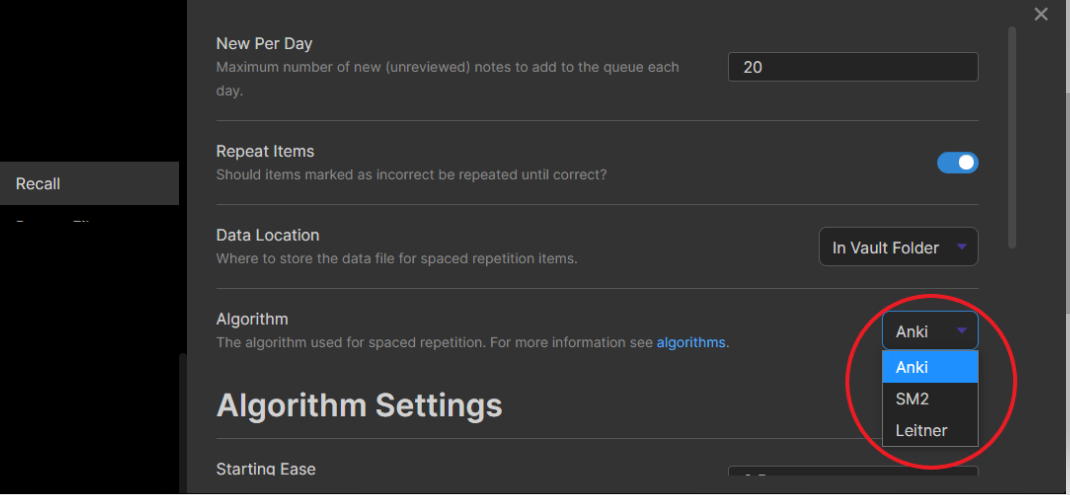 New Per Day
Maximum number of new (unreviewed) notes to add to the queue each
day.
20
Repeat Items
Should items marked as incorrect be repeated until correct?
Recall
Data Location
Where to store the data file for spaced repetition items.
In Vault Folder
Algorithm
The algorithm used for spaced repetition. For more information see algorithms.
Anki
Anki
SM2
Leitner
Algorithm Settings
Starting Ease